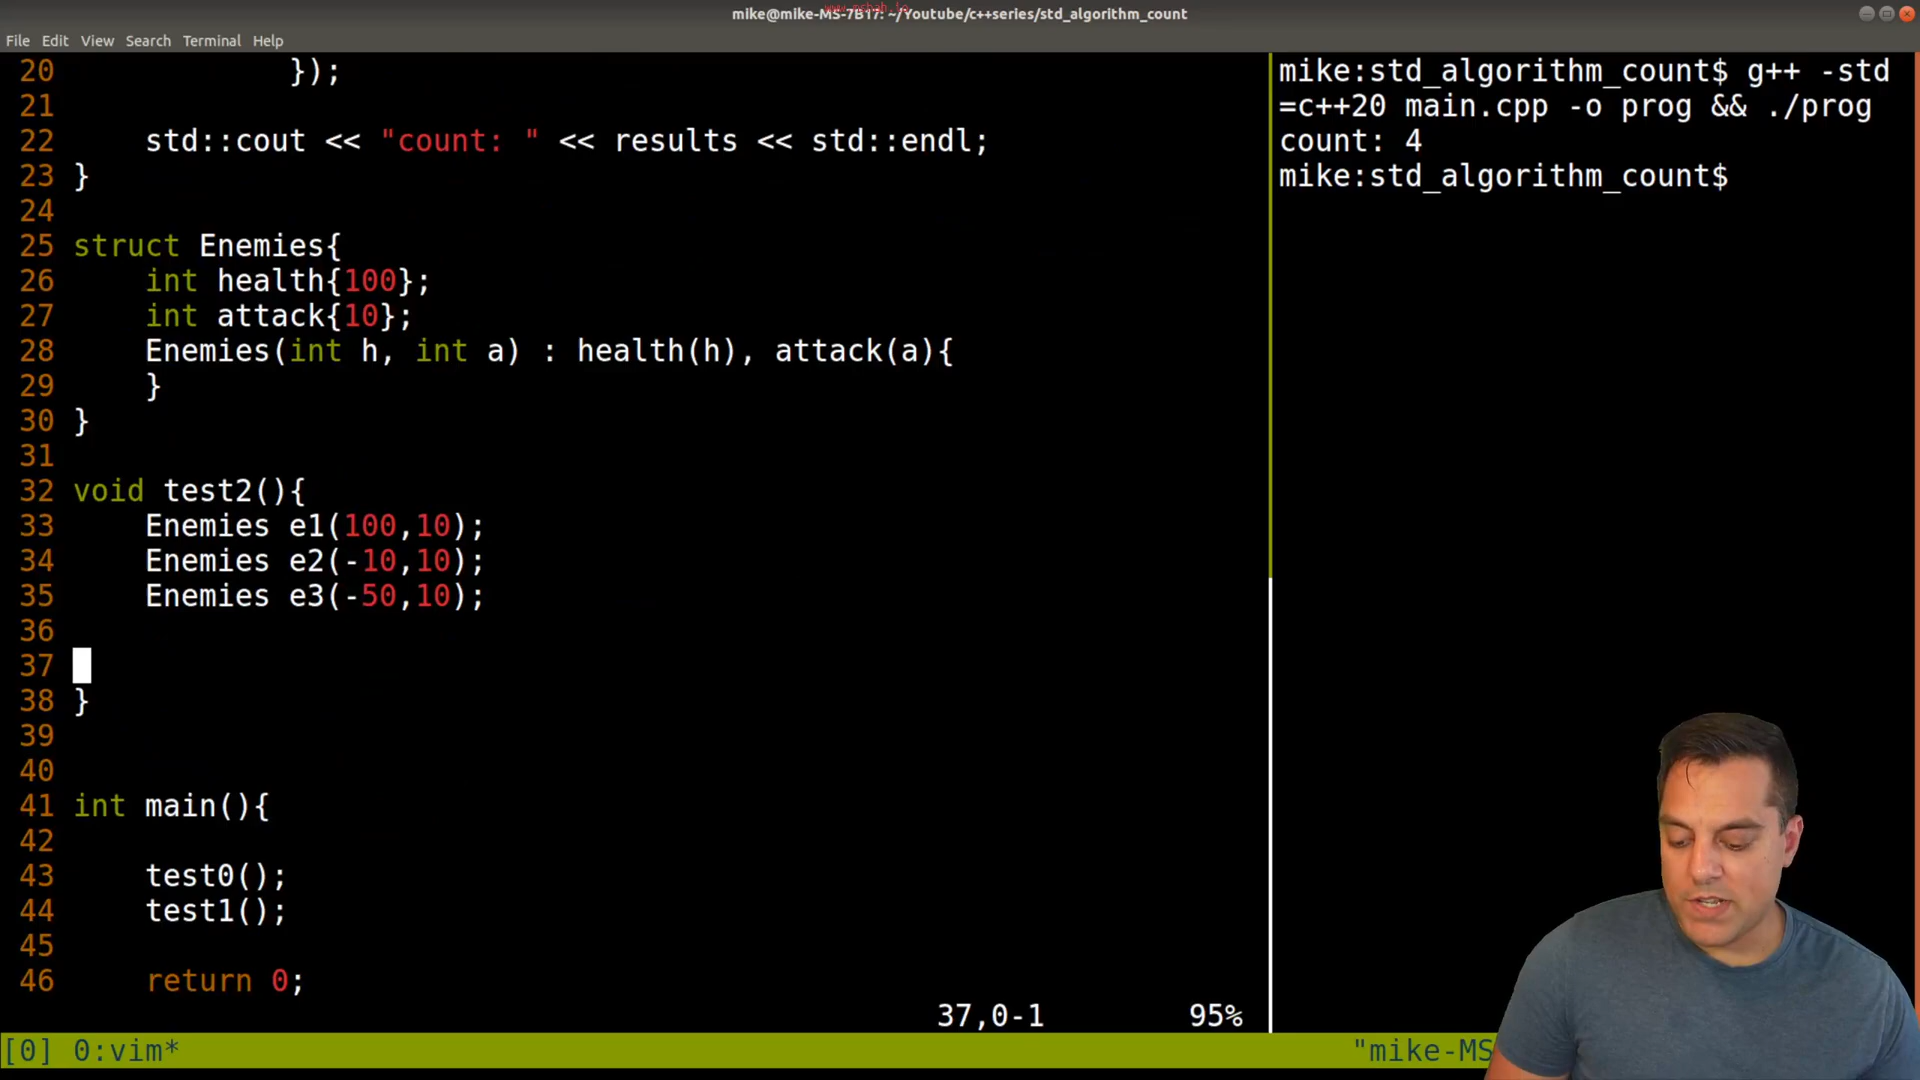 www.mshah.io
mike@mike-MS-7B17: ~/Youtube/c++series/std_algorithm_count
File Edit View Search Terminal Help
20 });
21
22 std::cout << "count: " << results << std::endl;
23 }
24
25 struct Enemies{
26 int health{100};
27 int attack{10};
28 Enemies(int h, int a) : health(h), attack(a){
29 }
30 }
31
32 void test2(){
33 Enemies e1(100,10);
34 Enemies e2(-10,10);
35 Enemies e3(-50,10);
36
37
38 }
39
40
41 int main(){
42
43 test0();
44 test1();
45
46 return 0;
37,0-1 95%
mike:std_algorithm_count$ g++ -std
=c++20 main.cpp -o prog && ./prog
count: 4
mike:std_algorithm_count$
[0] 0:vim* "mike-MS